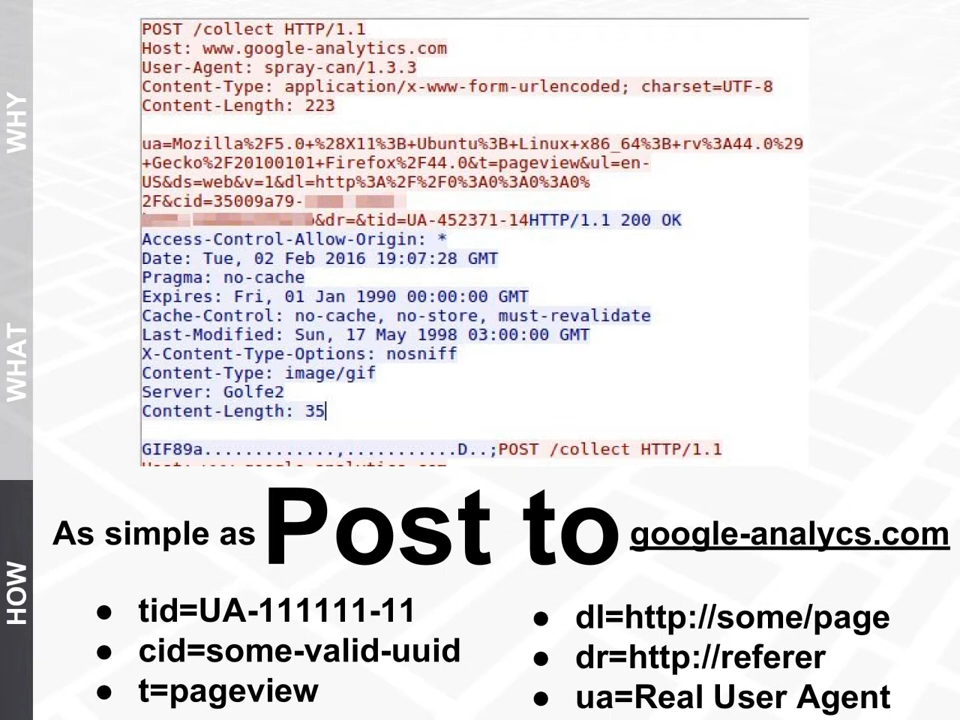 WHY
WHAT
HOW
POST /collect HTTP/1.1
Host: www.google-analytics.com
User-Agent: spray-can/1.3.3
Content-Type: application/x-www-form-urlencoded; charset=UTF-8
Content-Length: 223
ua=Mozilla%2F5.0+%28X11%3B+Ubuntu%3B+Linux+x86_64%3B+rv%3A44.0%29
+Gecko%2F20100101+Firefox%2F44.0&t=pageview&ul=en-
US&ds=web&v=1&dl=http%3A%2F%2F0%3A0%3A0%3A0%
2F&cid=35009a79-
&dr=&tid=UA-452371-14HTTP/1.1 200 OK
Access-Control-Allow-Origin: *
Date: Tue, 02 Feb 2016 19:07:28 GMT
Pragma: no-cache
Expires: Fri, 01 Jan 1990 00:00:00 GMT
Cache-Control: no-cache, no-store, must-revalidate
Last-Modified: Sun, 17 May 1998 03:00:00 GMT
X-Content-Type-Options: nosniff
Content-Type: image/gif
Server: Golfe2
Content-Length: 35
GIF89a.............,...........D..;POST /collect HTTP/1.1
As simple as Post to google-analycs.com
● tid=UA-111111-11
● cid=some-valid-uuid
● t=pageview
● dl=http://some/page
● dr=http://referer
● ua=Real User Agent